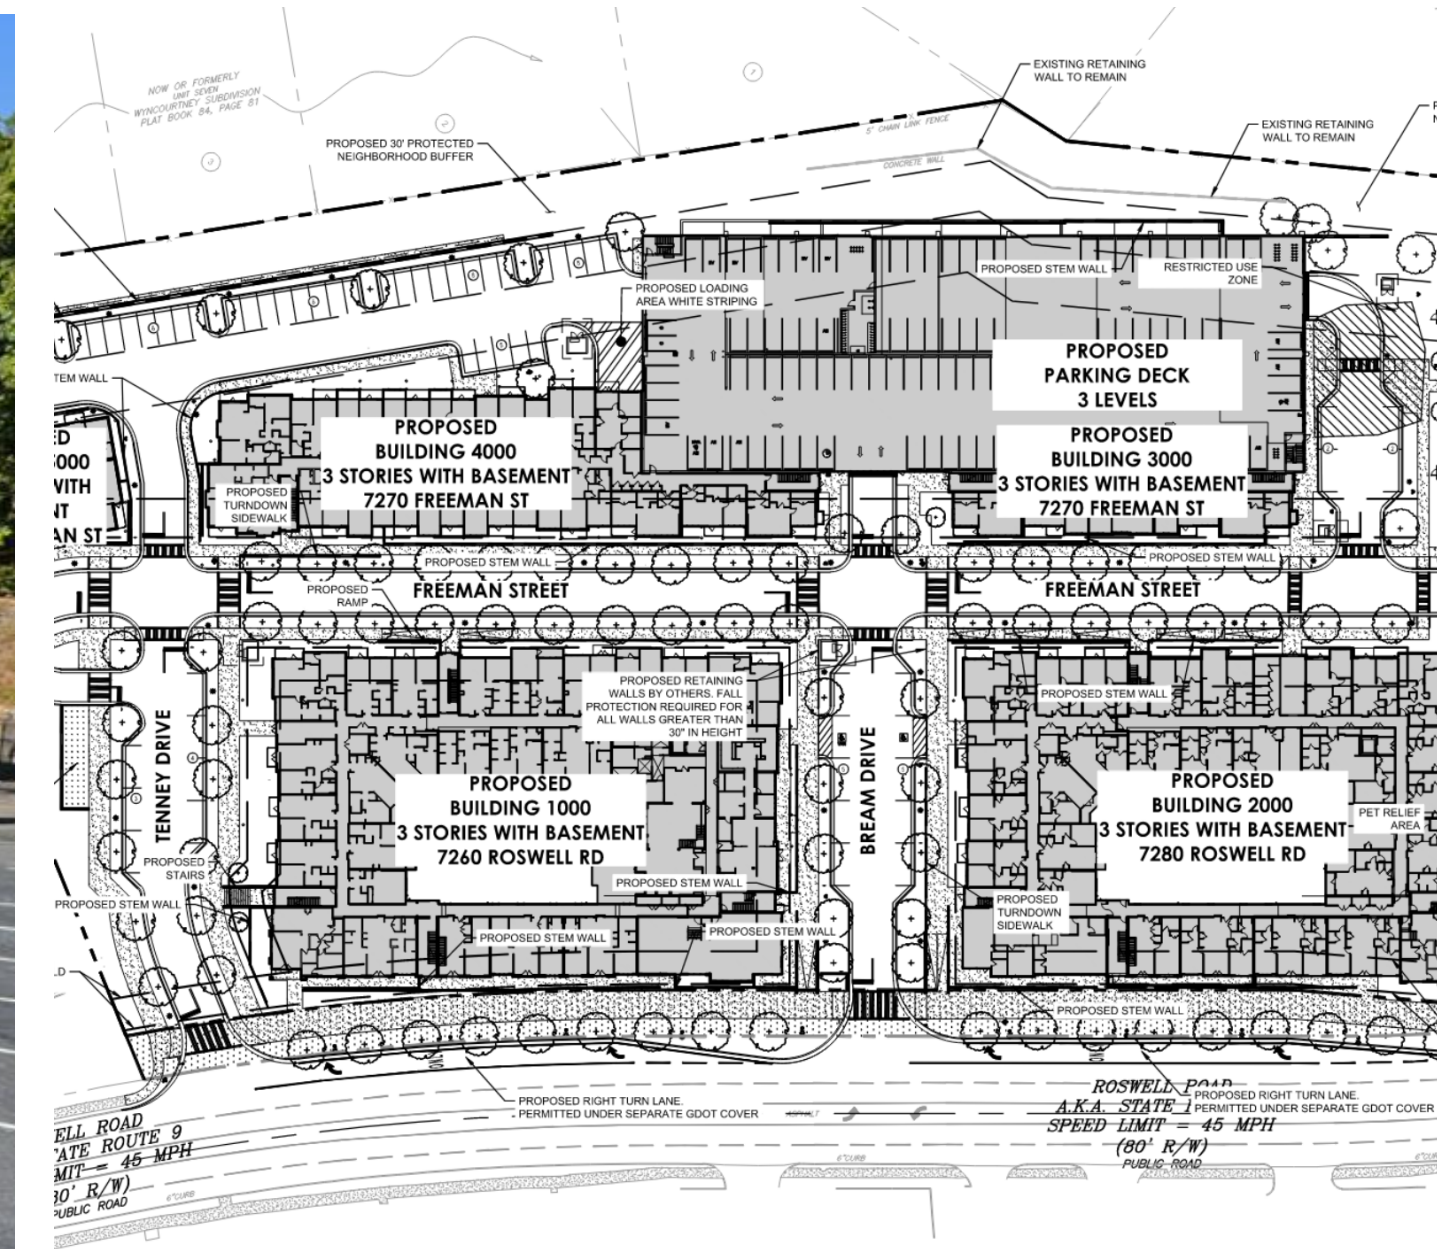 NOW OR FORMERLY
UNIT SEVEN
WYNCOURTNEY SUBDIVISION
PLAT BOOK 84, PAGE 81
PROPOSED 30' PROTECTED
NEIGHBORHOOD BUFFER
5' CHAIN LINK FENCE
CONCRETE WALL
EXISTING RETAINING
WALL TO REMAIN
EXISTING RETAINING
WALL TO REMAIN
PROPOSED LOADING
AREA WHITE STRIPING
PROPOSED STEM WALL
RESTRICTED USE
ZONE
PROPOSED
PARKING DECK
3 LEVELS
TEM WALL
ED
5000
WITH
NT
AN ST
PROPOSED
BUILDING 4000
3 STORIES WITH BASEMENT
7270 FREEMAN ST
PROPOSED
TURNDOWN
SIDEWALK
PROPOSED
BUILDING 3000
3 STORIES WITH BASEMENT
7270 FREEMAN ST
PROPOSED STEM WALL
PROPOSED STEM WALL
PROPOSED
RAMP
FREEMAN STREET
FREEMAN STREET
PROPOSED RETAINING
WALLS BY OTHERS. FALL
PROTECTION REQUIRED FOR
ALL WALLS GREATER THAN
30" IN HEIGHT
PROPOSED STEM WALL
TENNEY DRIVE
BREAM DRIVE
PROPOSED
BUILDING 1000
3 STORIES WITH BASEMENT
7260 ROSWELL RD
PROPOSED
BUILDING 2000
3 STORIES WITH BASEMENT
7280 ROSWELL RD
PET RELIEF
AREA
PROPOSED
STAIRS
PROPOSED STEM WALL
PROPOSED STEM WALL
PROPOSED
TURNDOWN
SIDEWALK
PROPOSED STEM WALL
PROPOSED STEM WALL
PROPOSED STEM WALL
PROPOSED RIGHT TURN LANE.
PERMITTED UNDER SEPARATE GDOT COVER
ASPHALT
ROSWELL ROAD
A.K.A. STATE
SPEED LIMIT = 45 MPH
(80' R/W)
PUBLIC ROAD
PROPOSED RIGHT TURN LANE.
PERMITTED UNDER SEPARATE GDOT COVER
ELL ROAD
ATE ROUTE 9
MIT = 45 MPH
80' R/W)
PUBLIC ROAD
6"CURB
6"CURB